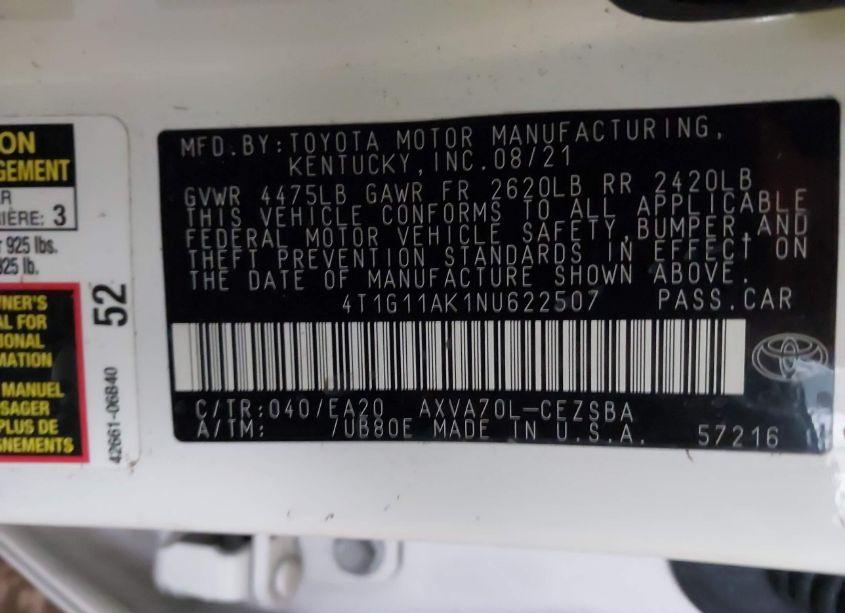 ON
GEMENT
R
IÈRE: 3
925 lbs.
925 lb.
NER'S
AL FOR
IONAL
MATION
MANUEL
SAGER
PLUS DE
GNEMENTS
52
42661-06B40
MFD.BY:TOYOTA MOTOR MANUFACTURING,
KENTUCKY,INC.08/21
GVWR 4475LB GAWR FR 2620LB RR 2420LB
THIS VEHICLE CONFORMS TO ALL APPLICABLE
FEDERAL MOTOR VEHICLE SAFETY,BUMPER,AND
THEFT PREVENTION STANDARDS IN EFFECT ON
THE DATE OF MANUFACTURE SHOWN ABOVE.
4T1G11AK1NU622507 PASS.CAR
C/TR:040/EA20 AXVA70L-CEZSBA
A/TM: 7UB80E MADE IN U.S.A.
57216